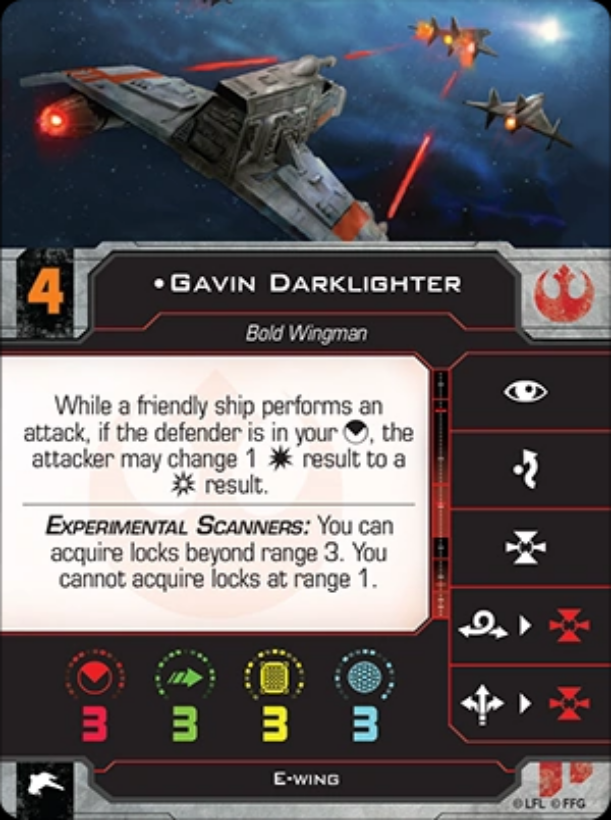 4
•GAVIN DARKLIGHTER
Bold Wingman
While a friendly ship performs an
attack, if the defender is in your , the
attacker may change 1 result to a
result.
EXPERIMENTAL SCANNERS: You can
acquire locks beyond range 3. You
cannot acquire locks at range 1.
3 3 3 3
E-WING
©LFL ©FFG